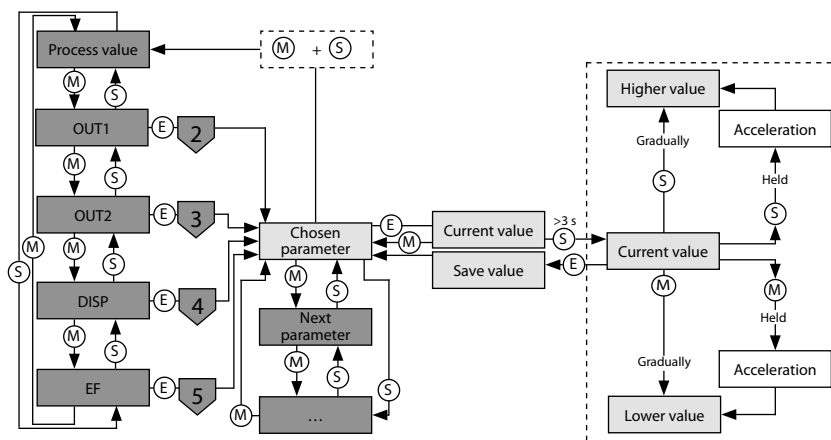 Process value
M + S
M S
OUT1 E 2
M S
OUT2 E 3
M S
DISP E 4
M S
EF E 5
S M
Chosen
parameter
M S
Next
parameter
M S
...
M S
E
M
Current value
Save value
>3 s
S
E
Current value
Higher value
Acceleration
Gradually
S
Held
S
M
Gradually
M
Held
Acceleration
Lower value